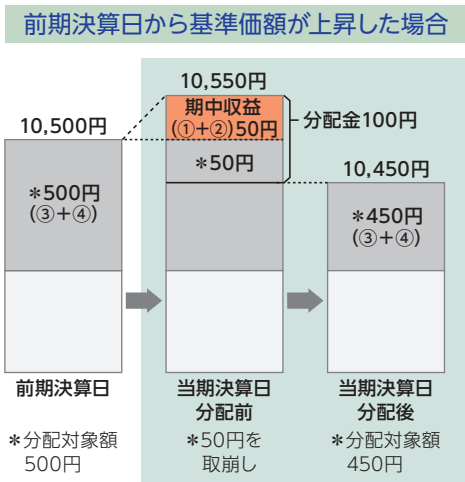 前期決算日から基準価額が上昇した場合
10,550円
期中収益
(①+②)50円
分配金100円
10,500円
*50円
10,450円
*500円
(③+④)
*450円
(③+④)
前期決算日
当期決算日
分配前
当期決算日
分配後
*分配対象額
500円
*50円を
取崩し
*分配対象額
450円